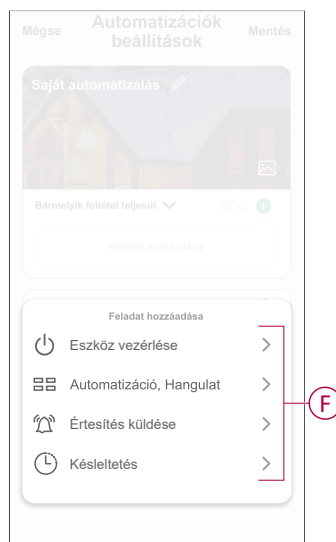 Mégse
Automatizációk
beállítások
Mentés
Saját automatizálás
Bármelyik feltétel teljesül
(0/10)
Feltétel hozzáadása
Feladat hozzáadása
Eszköz vezérlése
Automatizáció, Hangulat
Értesítés küldése
Késleltetés
F